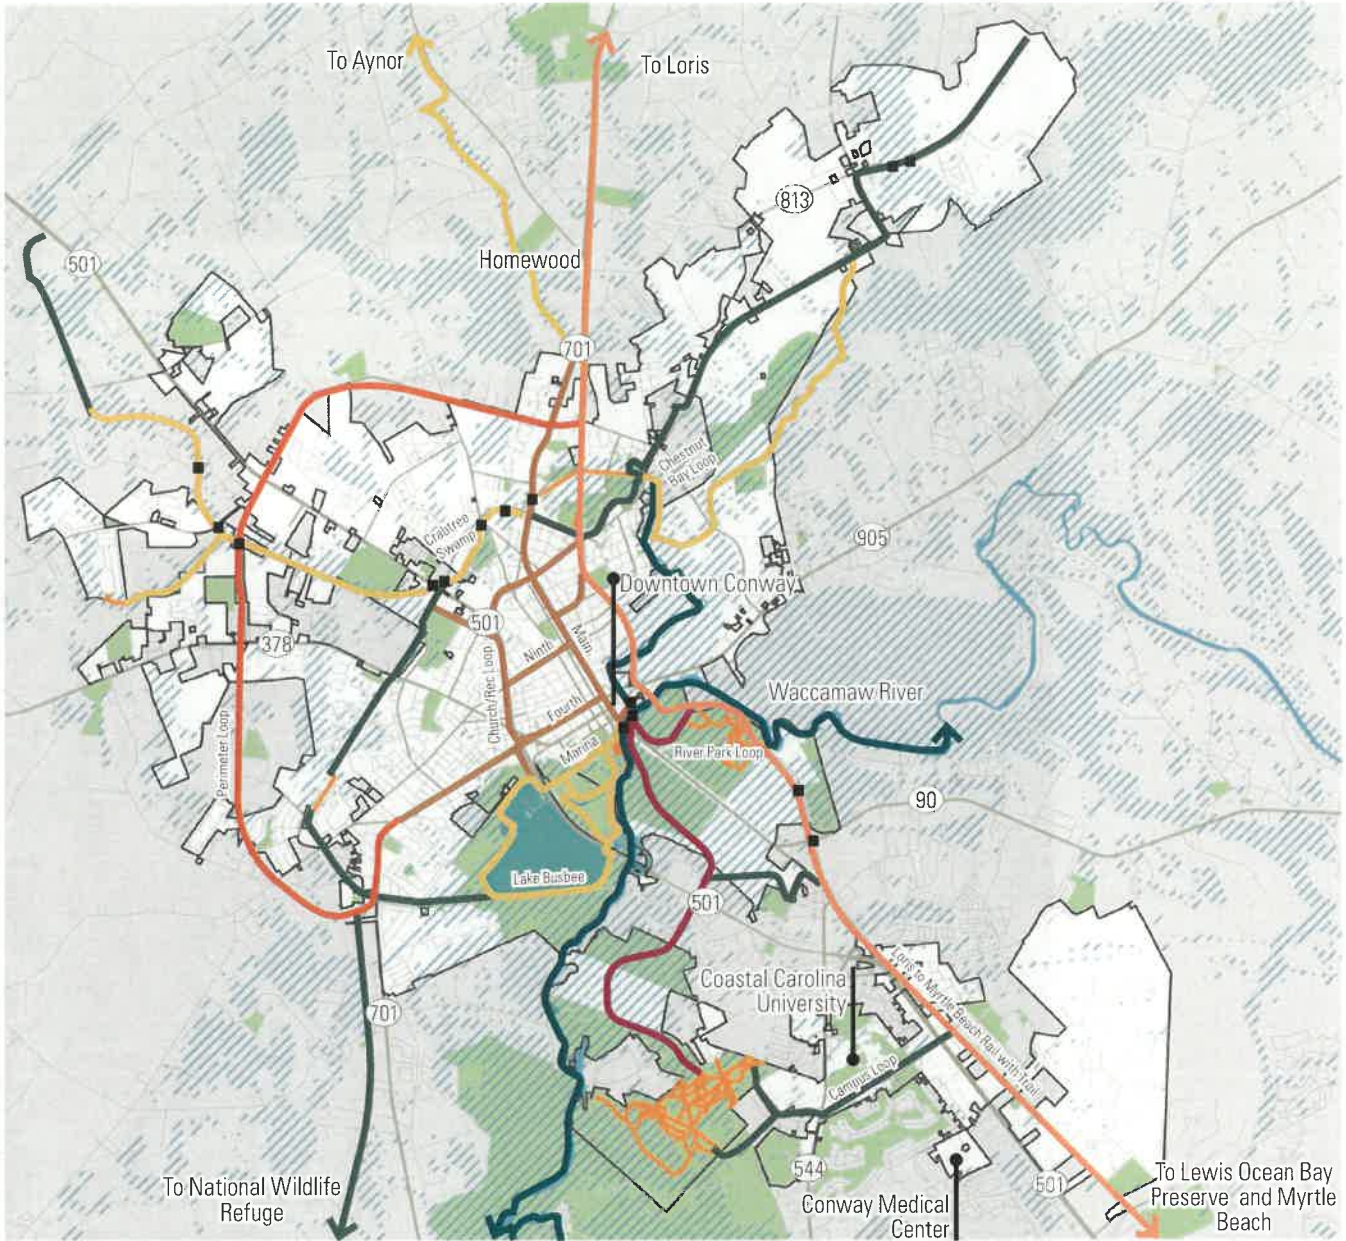 To Aynor
To Loris
813
501
Homewood
701
Chestnut
Bay Loop
Crabtree
Swamp
905
Downtown Conway
501
378
Main
Ninth
Church/Rec Loop
Fourth
Waccamaw River
Perimeter Loop
Marina
River Park Loop
90
Lake Busbee
501
Coastal Carolina
University
Loris to Myrtle Beach Rail with Trail
701
Campus Loop
544
To National Wildlife
Refuge
Conway Medical
Center
501
To Lewis Ocean Bay
Preserve and Myrtle
Beach